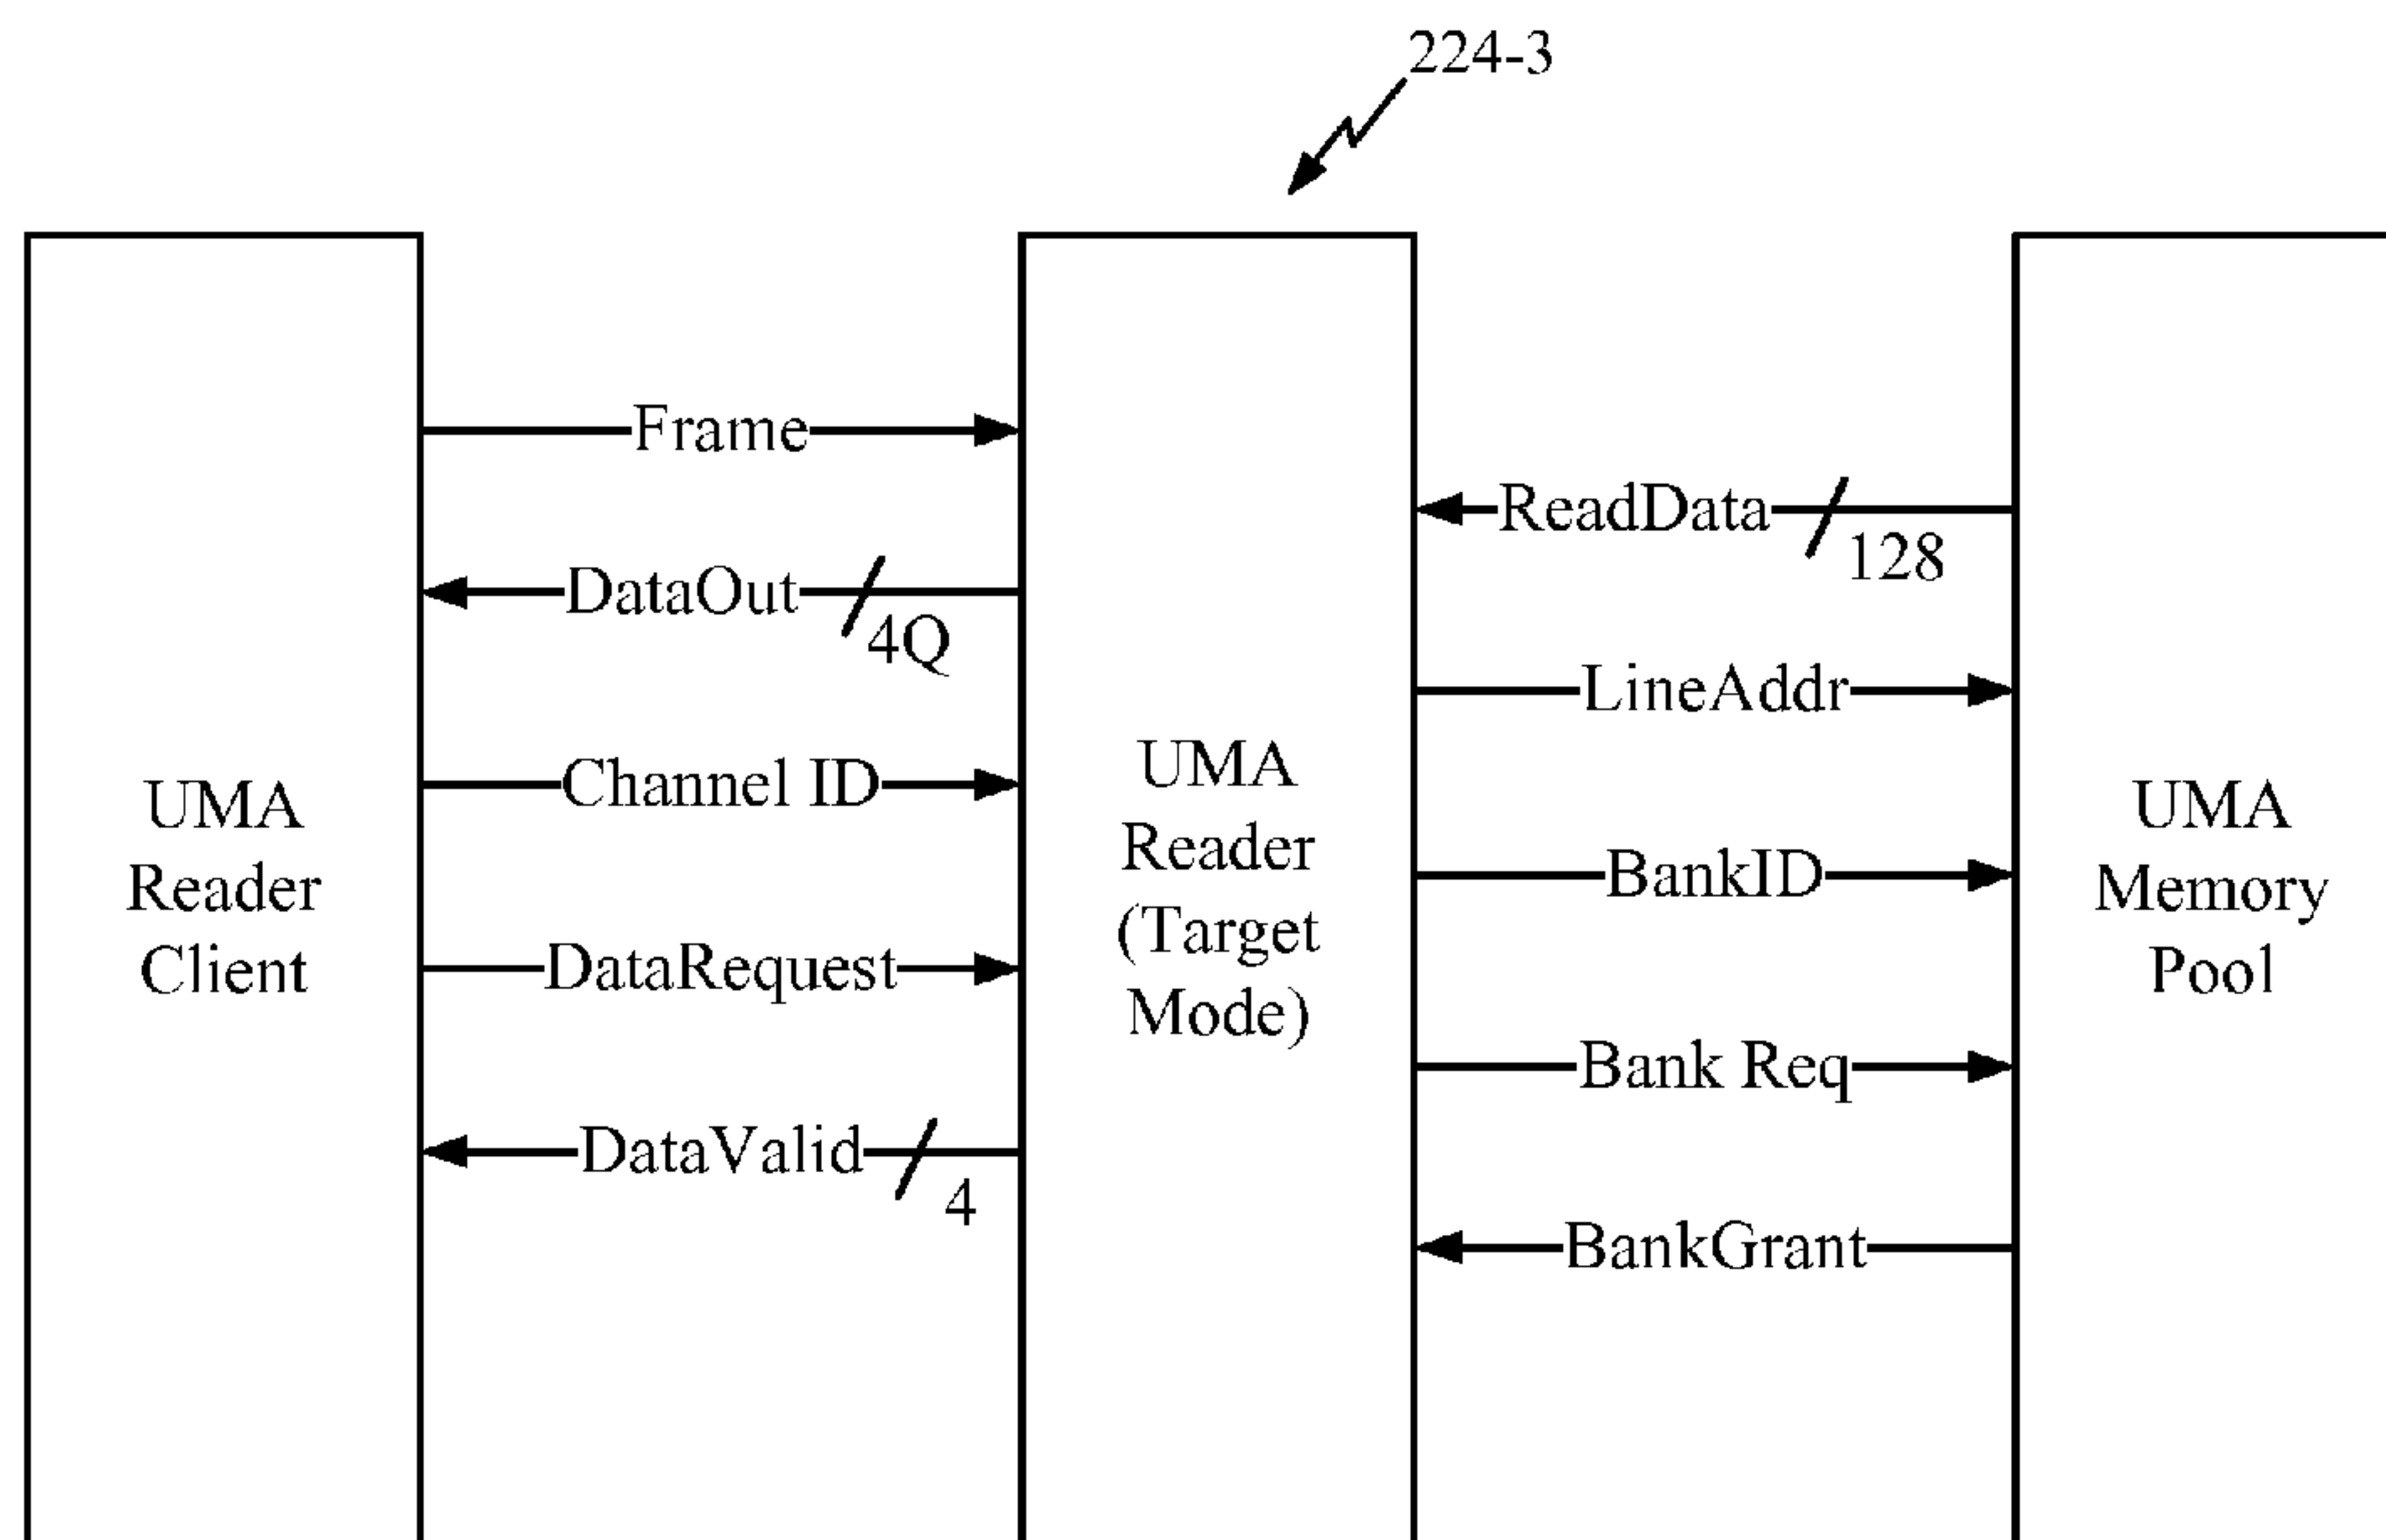 224-3
Frame
ReadData
128
DataOut
4Q
LineAddr
Channel ID
UMA
Reader
Client
UMA
Reader
(Target
Mode)
UMA
Memory
Pool
BankID
DataRequest
Bank Req
DataValid
4
BankGrant